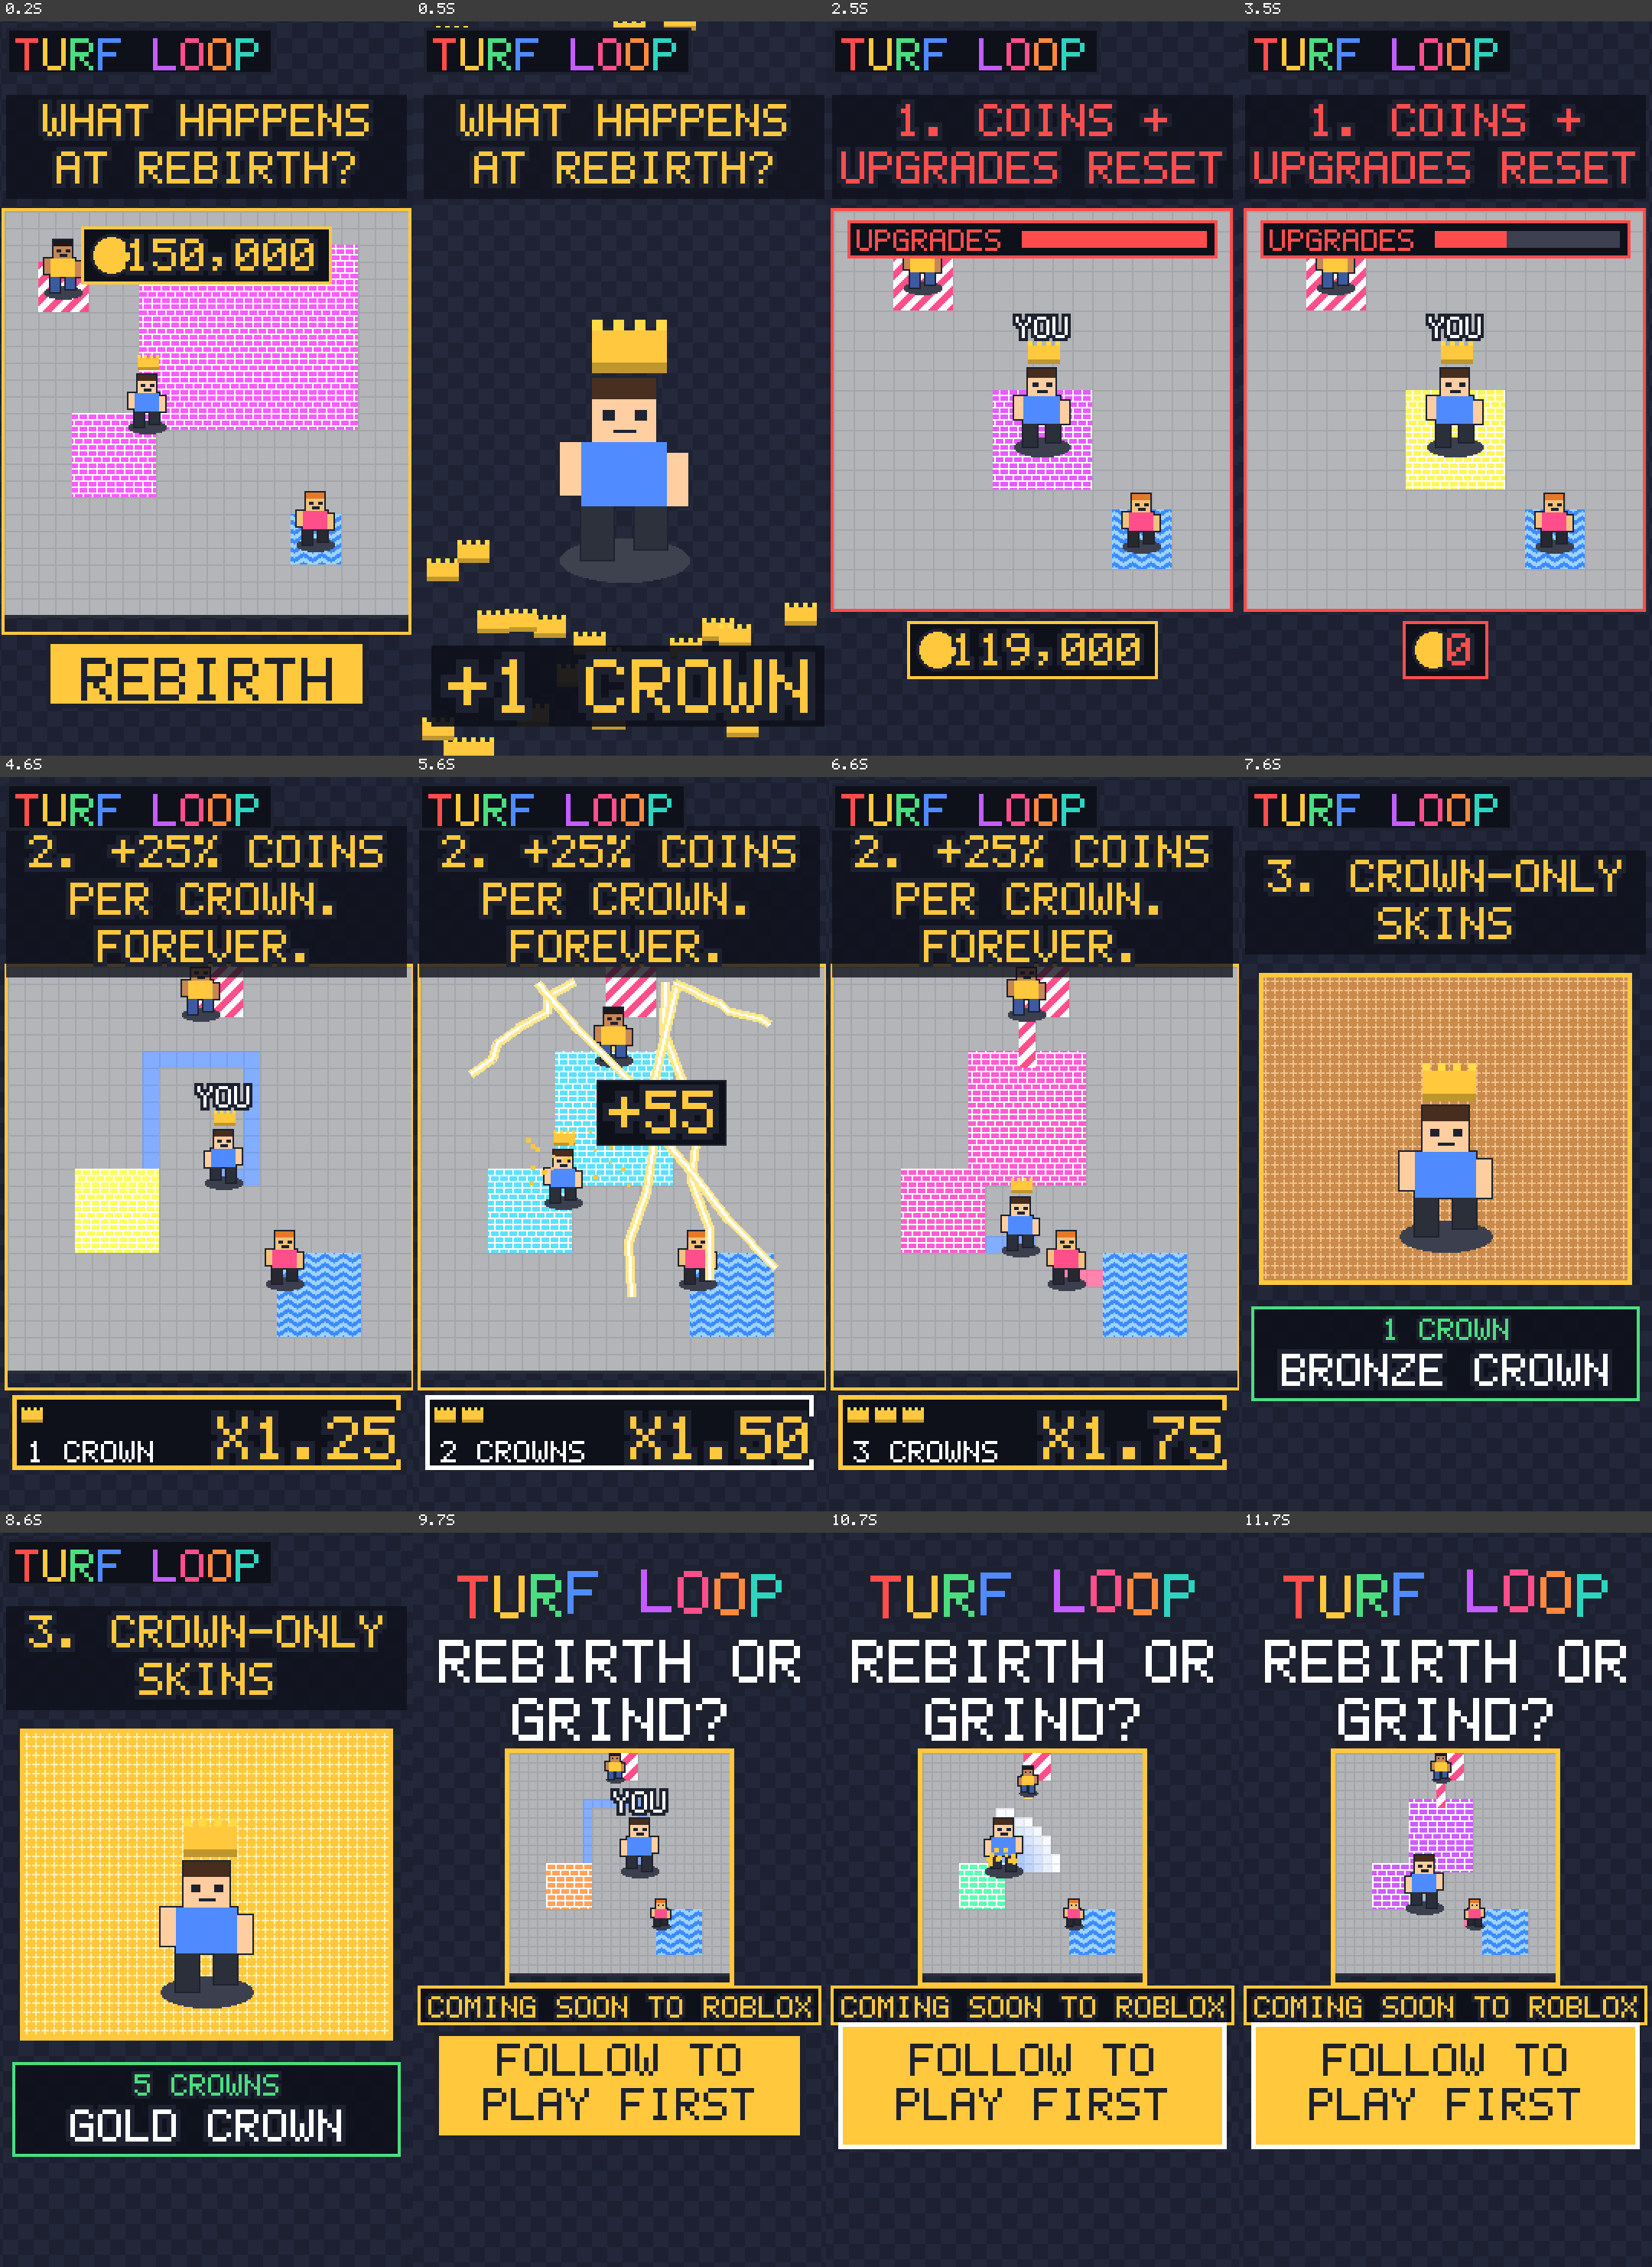 0.2S
0.5S
2.5S
3.5S
TURF LOOP
WHAT HAPPENS
AT REBIRTH?
150,000
REBIRTH
TURF LOOP
WHAT HAPPENS
AT REBIRTH?
+1 CROWN
TURF LOOP
1. COINS +
UPGRADES RESET
UPGRADES
YOU
119,000
TURF LOOP
1. COINS +
UPGRADES RESET
UPGRADES
YOU
0
4.6S
5.6S
6.6S
7.6S
TURF LOOP
2. +25% COINS
PER CROWN.
FOREVER.
YOU
1 CROWN
X1.25
TURF LOOP
2. +25% COINS
PER CROWN.
FOREVER.
+55
2 CROWNS
X1.50
TURF LOOP
2. +25% COINS
PER CROWN.
FOREVER.
3 CROWNS
X1.75
TURF LOOP
3. CROWN-ONLY
SKINS
1 CROWN
BRONZE CROWN
8.6S
9.7S
10.7S
11.7S
TURF LOOP
3. CROWN-ONLY
SKINS
5 CROWNS
GOLD CROWN
TURF LOOP
REBIRTH OR
GRIND?
YOU
COMING SOON TO ROBLOX
FOLLOW TO
PLAY FIRST
TURF LOOP
REBIRTH OR
GRIND?
COMING SOON TO ROBLOX
FOLLOW TO
PLAY FIRST
TURF LOOP
REBIRTH OR
GRIND?
COMING SOON TO ROBLOX
FOLLOW TO
PLAY FIRST